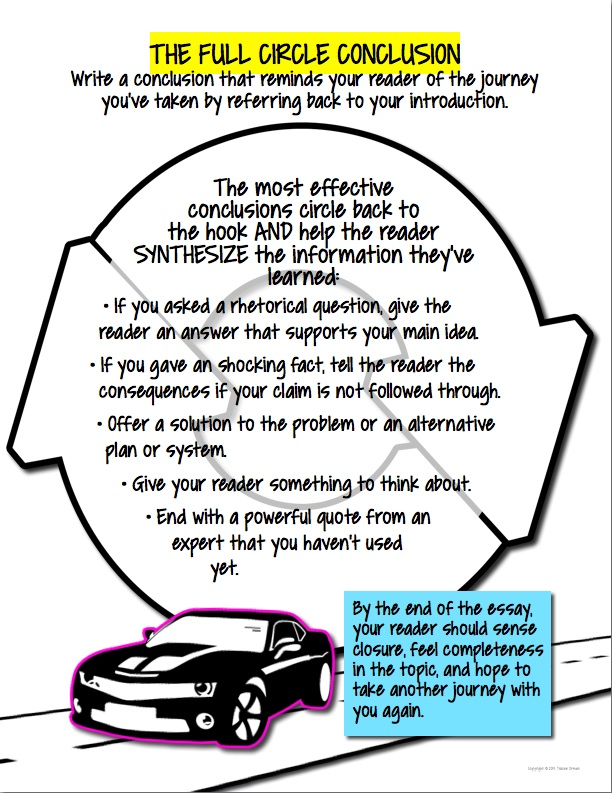 THE FULL CIRCLE CONCLUSION
Write a conclusion that reminds your reader of the journey
you've taken by referring back to your introduction.
The most effective
conclusions circle back to
the hook AND help the reader
SYNTHESIZE the information they've
learned:
• If you asked a rhetorical question, give the
reader an answer that supports your main idea.
• If you gave an shocking fact, tell the reader the
consequences if your claim is not followed through.
• Offer a solution to the problem or an alternative
plan or system.
• Give your reader something to think about.
• End with a powerful quote from an
expert that you haven't used
yet.
By the end of the essay,
your reader should sense
closure, feel completeness
in the topic, and hope to
take another journey with
you again.